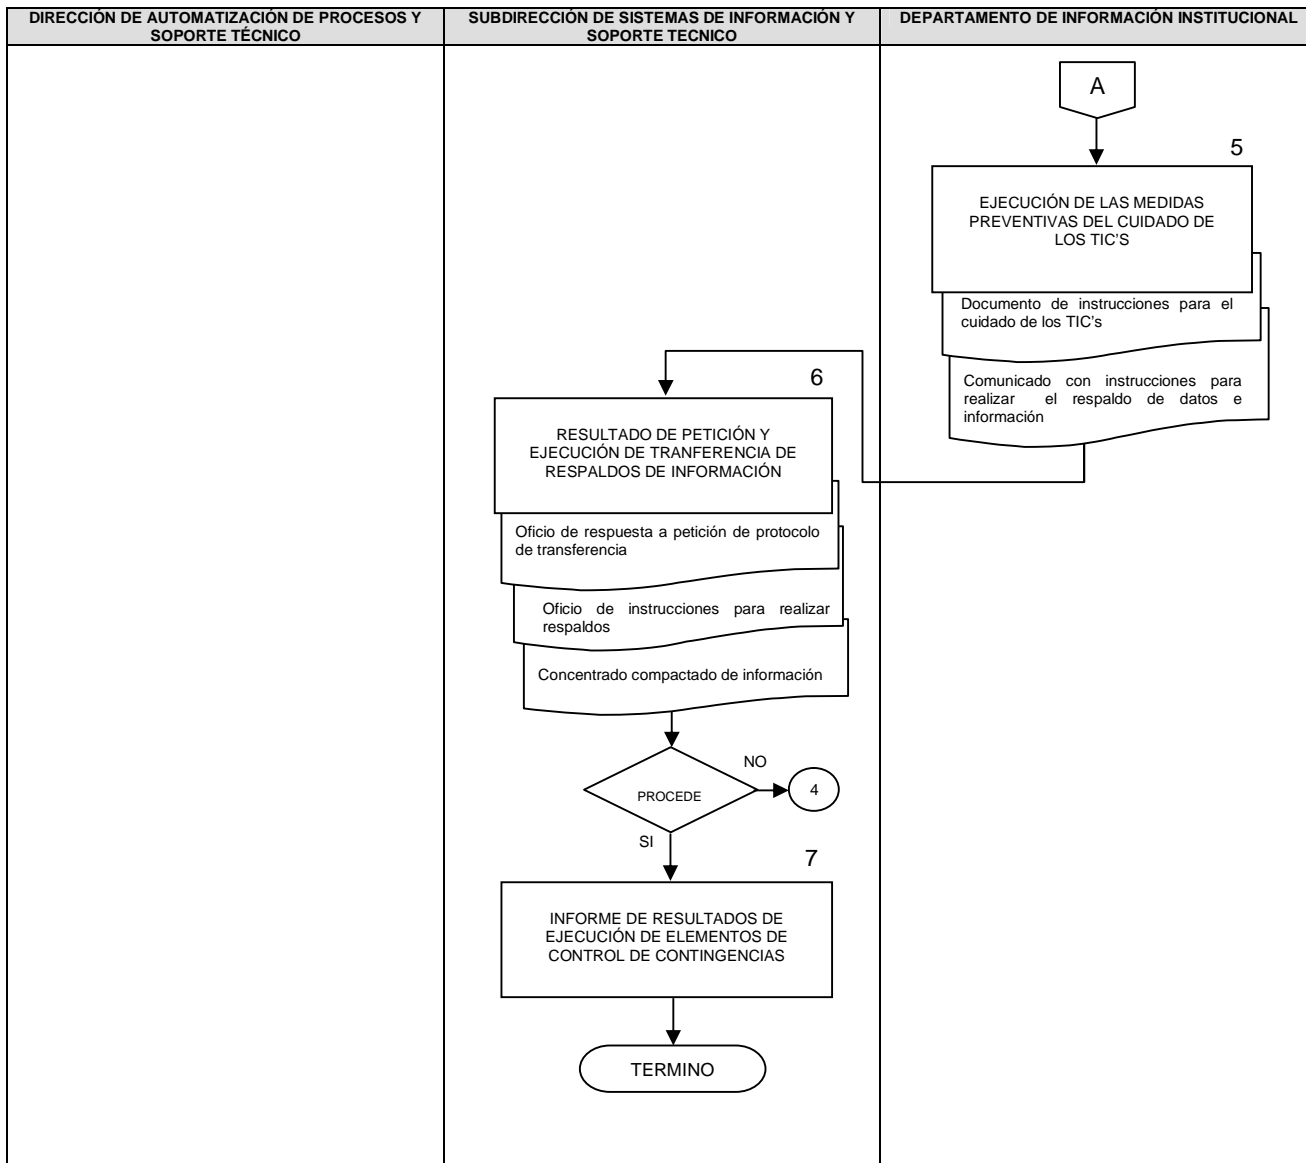 DIRECCIÓN DE AUTOMATIZACIÓN DE PROCESOS Y
SOPORTE TÉCNICO
SUBDIRECCIÓN DE SISTEMAS DE INFORMACIÓN Y
SOPORTE TECNICO
DEPARTAMENTO DE INFORMACIÓN INSTITUCIONAL
A
5
EJECUCIÓN DE LAS MEDIDAS
PREVENTIVAS DEL CUIDADO DE
LOS TIC'S
Documento de instrucciones para el
cuidado de los TIC's
Comunicado con instrucciones para
realizar el respaldo de datos e
información
6
RESULTADO DE PETICIÓN Y
EJECUCIÓN DE TRANFERENCIA DE
RESPALDOS DE INFORMACIÓN
Oficio de respuesta a petición de protocolo
de transferencia
Oficio de instrucciones para realizar
respaldos
Concentrado compactado de información
PROCEDE
NO
4
SI
7
INFORME DE RESULTADOS DE
EJECUCIÓN DE ELEMENTOS DE
CONTROL DE CONTINGENCIAS
TERMINO